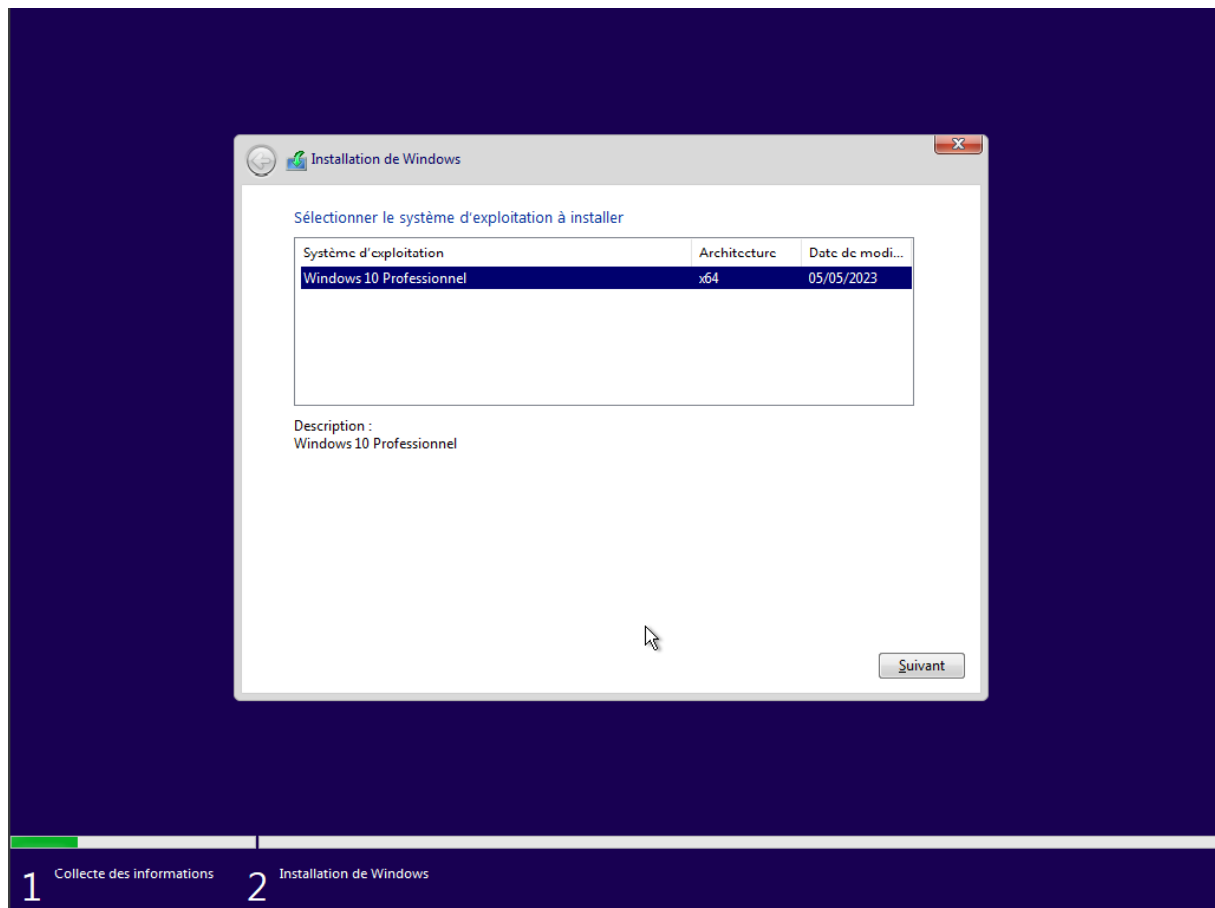 Installation de Windows
Sélectionner le système d'exploitation à installer
Système d'exploitation Architecture Date de modi...
Windows 10 Professionnel x64 05/05/2023
Description :
Windows 10 Professionnel
Suivant
1 Collecte des informations 2 Installation de Windows